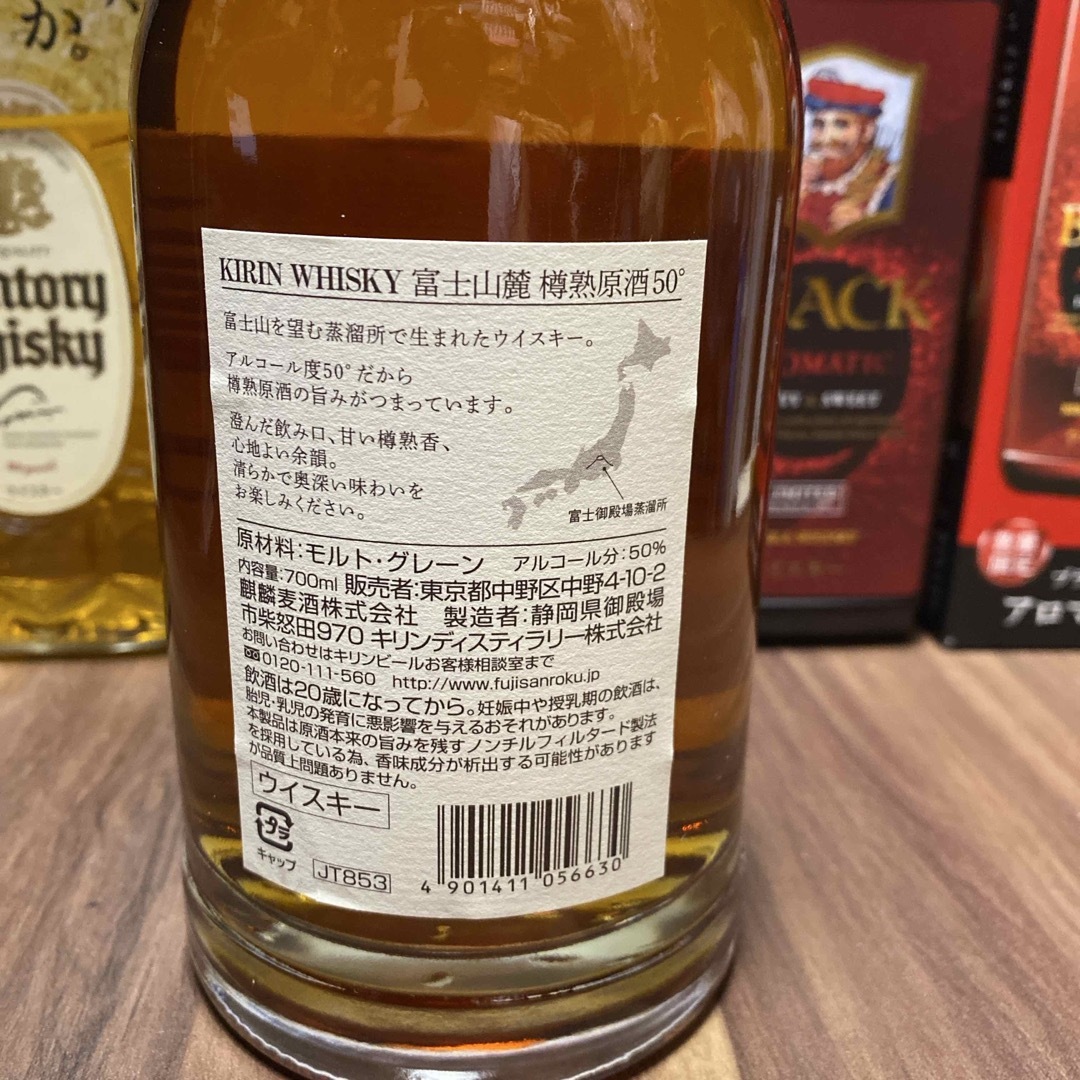 か。
QUALITY
ntory
hisky
KIRIN WHISKY 富士山麓 樽熟原酒50°
富士山を望む蒸溜所で生まれたウイスキー。
アルコール度50°だから
樽熟原酒の旨みがつまっています。
澄んだ飲み口、甘い樽熟香、
心地よい余韻。
清らかで奥深い味わいを
お楽しみください。
富士御殿場蒸溜所
原材料：モルト・グレーン アルコール分：50%
内容量：700ml 販売者：東京都中野区中野4-10-2
麒麟麦酒株式会社 製造者：静岡県御殿場
市柴怒田970 キリンディスティラリー株式会社
お問い合わせはキリンビールお客様相談室まで
0120-111-560 http://www.fujisanroku.jp
飲酒は20歳になってから。妊娠中や授乳期の飲酒は、
胎児・乳児の発育に悪影響を与えるおそれがあります。
本製品は原酒本来の旨みを残すノンチルフィルタード製法
を採用している為、香味成分が析出する可能性があります
が品質上問題ありません。
ウイスキー
プラ
キャップ
JT853
4 901411 056630
ACK
OMATIC
SWEET
LIMITED
B
限定
アロマ